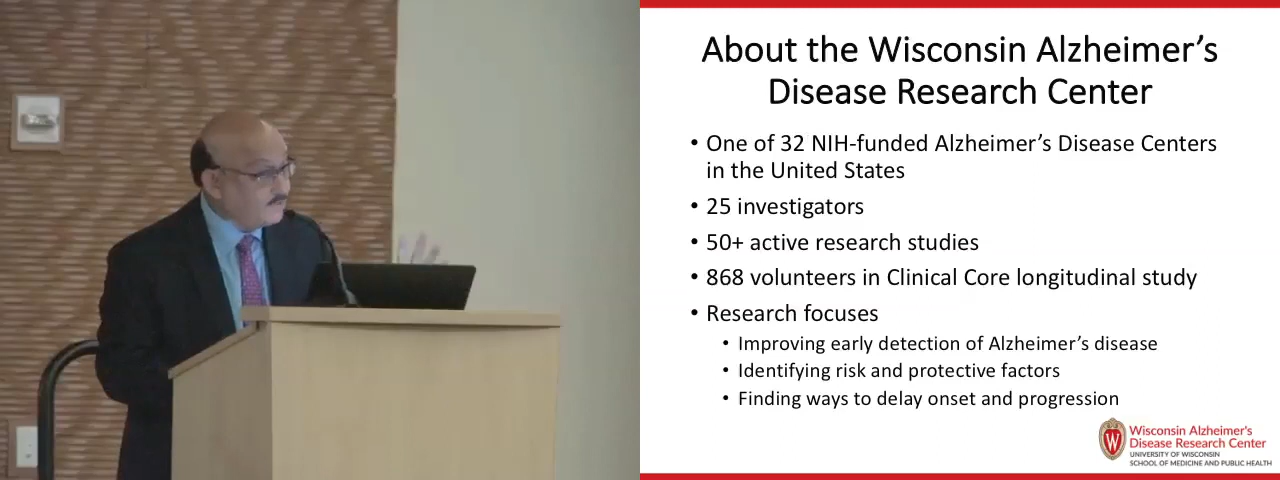 About the Wisconsin Alzheimer's
Disease Research Center
• One of 32 NIH-funded Alzheimer's Disease Centers
in the United States
• 25 investigators
• 50+ active research studies
• 868 volunteers in Clinical Core longitudinal study
• Research focuses
• Improving early detection of Alzheimer's disease
• Identifying risk and protective factors
• Finding ways to delay onset and progression
Wisconsin Alzheimer's
Disease Research Center
UNIVERSITY OF WISCONSIN
SCHOOL OF MEDICINE AND PUBLIC HEALTH